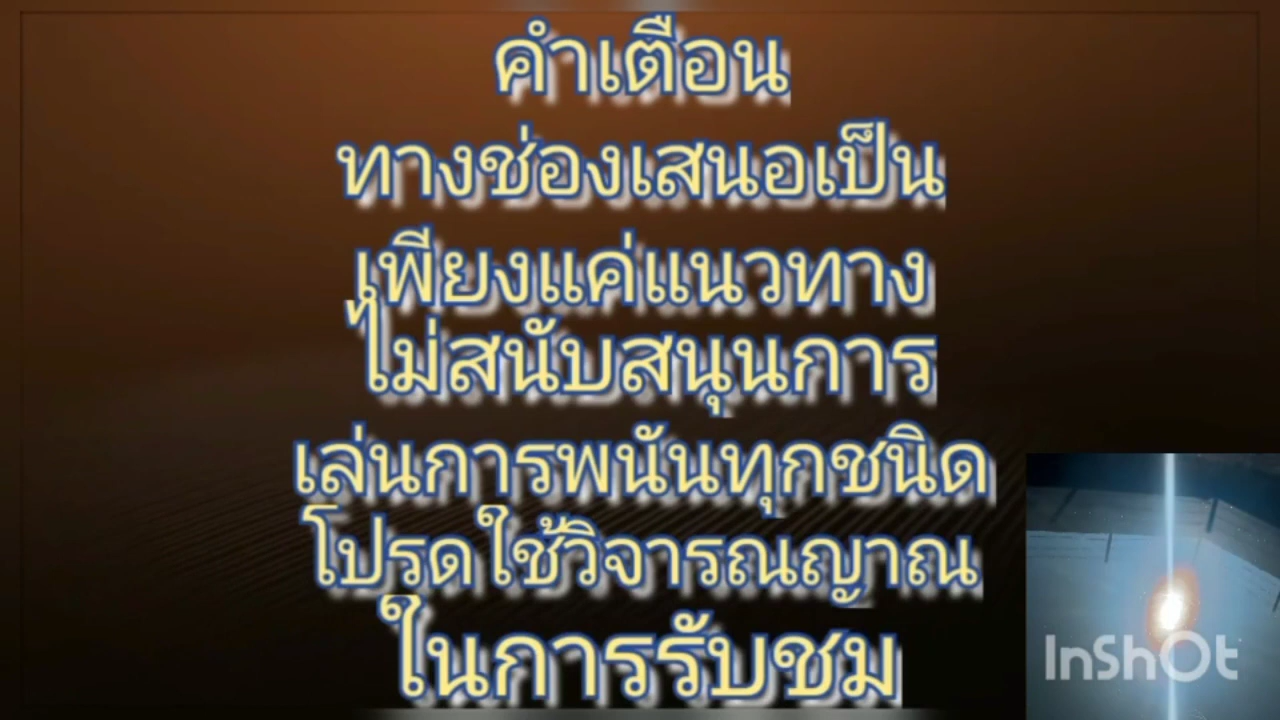 คำเตือน
ทางช่องเสนอเป็น
เพียงแค่แนวทาง
ไม่สนับสนุนการ
เล่นการพนันทุกชนิด
โปรดใช้วิจารณญาณ
ในการรับชม
InShOt